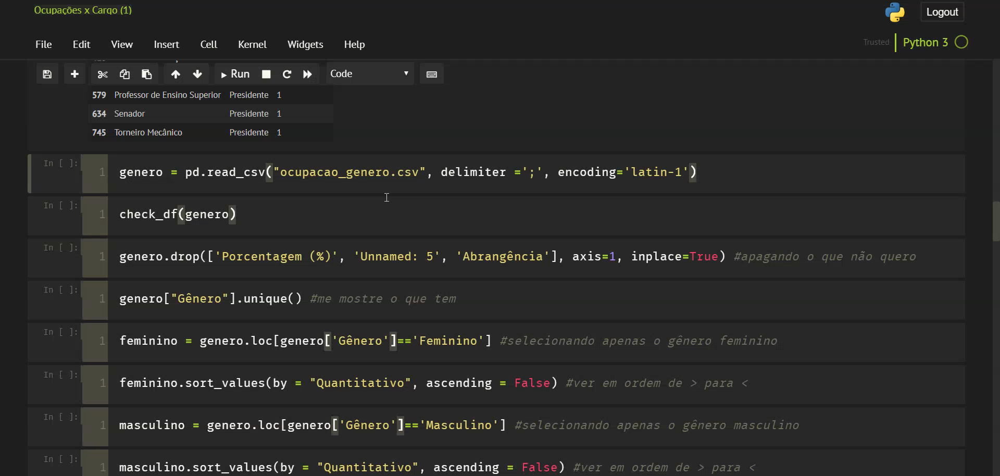 Ocupações x Cargo (1)
Logout
File Edit View Insert Cell Kernel Widgets Help
Trusted Python 3
Run Code
579 Professor de Ensino Superior Presidente 1
634 Senador Presidente 1
745 Torneiro Mecânico Presidente 1
In [ ]:
1 genero = pd.read_csv("ocupacao_genero.csv", delimiter =';', encoding='latin-1')
In [ ]:
1 check_df(genero)
In [ ]:
1 genero.drop(['Porcentagem (%)', 'Unnamed: 5', 'Abrangência'], axis=1, inplace=True) #apagando o que não quero
In [ ]:
1 genero["Gênero"].unique() #me mostre o que tem
In [ ]:
1 feminino = genero.loc[genero['Gênero']=='Feminino'] #selecionando apenas o gênero feminino
In [ ]:
1 feminino.sort_values(by = "Quantitativo", ascending = False) #ver em ordem de > para <
In [ ]:
1 masculino = genero.loc[genero['Gênero']=='Masculino'] #selecionando apenas o gênero masculino
In [ ]:
1 masculino.sort_values(by = "Quantitativo", ascending = False) #ver em ordem de > para <